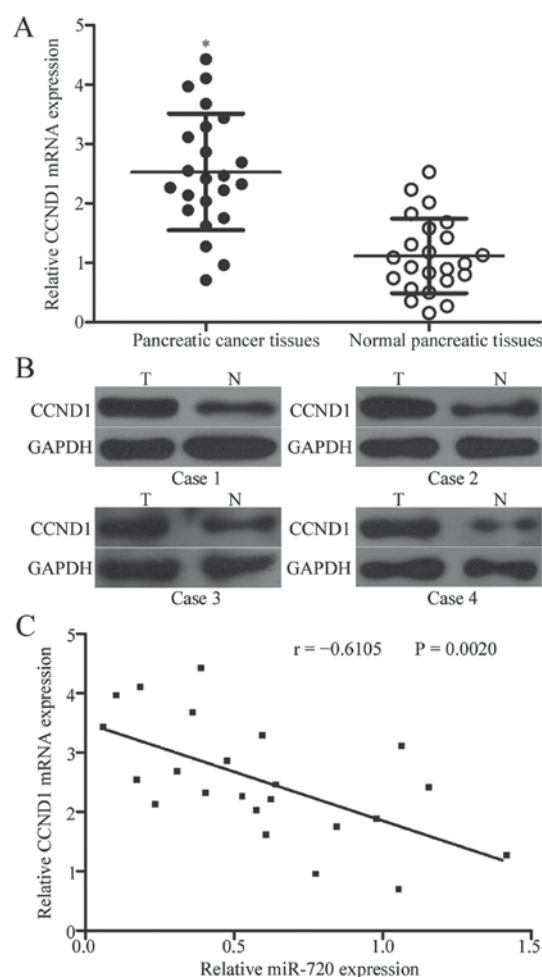 A
Relative CCND1 mRNA expression
5
4
3
2
1
0
*
Pancreatic cancer tissues Normal pancreatic tissues
B
T N T N
CCND1 CCND1
GAPDH GAPDH
Case 1 Case 2
T N T N
CCND1 CCND1
GAPDH GAPDH
Case 3 Case 4
C
Relative CCND1 mRNA expression
5
4
3
2
1
0
r = −0.6105 P = 0.0020
0.0 0.5 1.0 1.5
Relative miR-720 expression